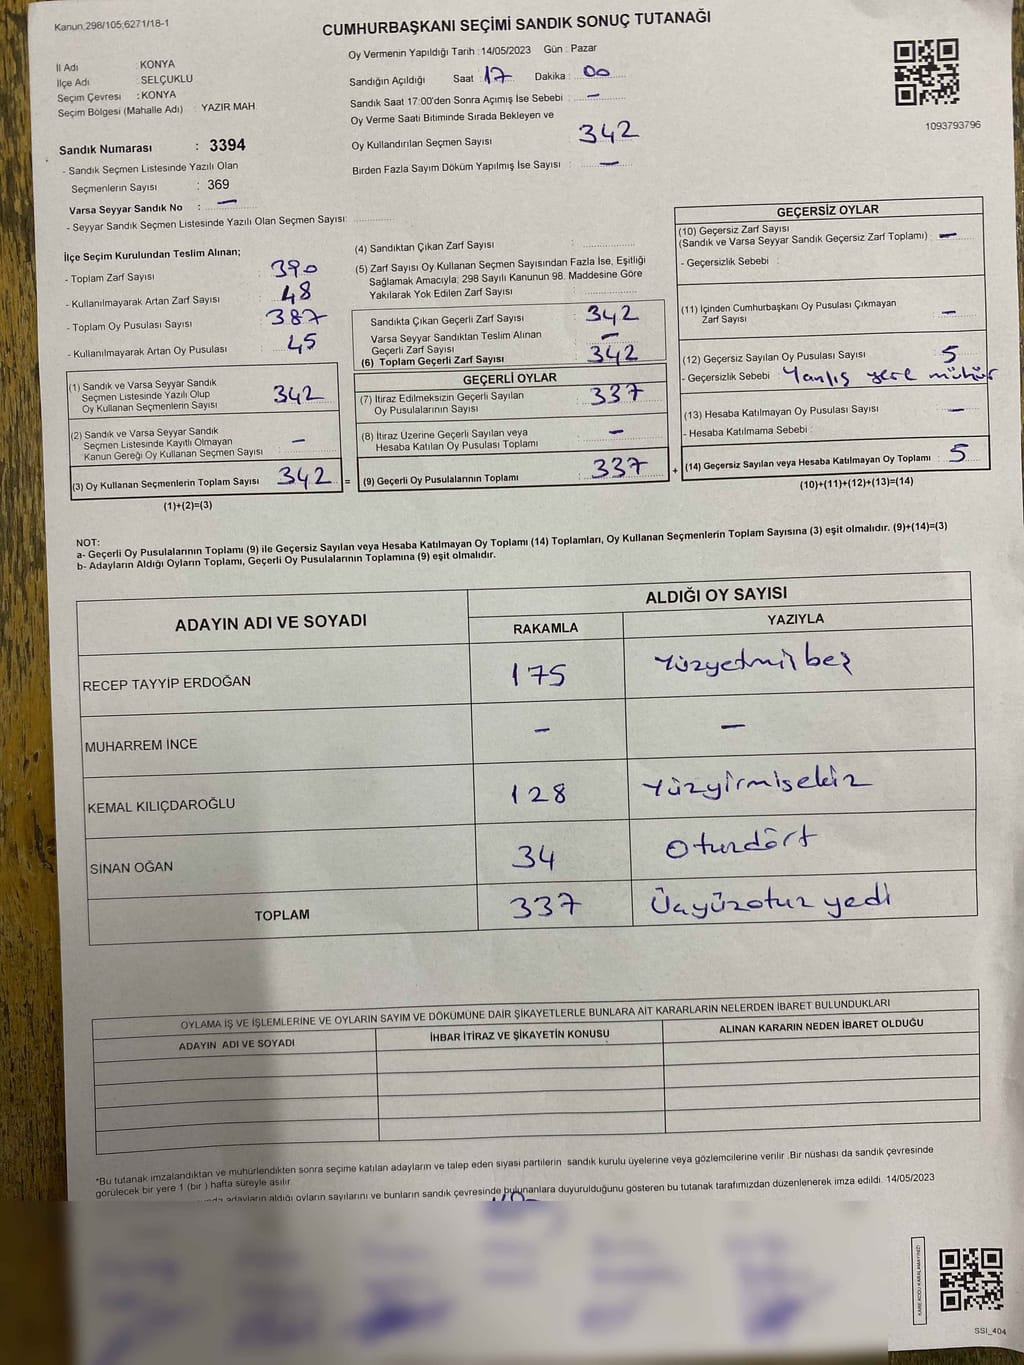 Kanun 298/105;6271/18-1
CUMHURBAŞKANI SEÇİMİ SANDIK SONUÇ TUTANAĞI
İl Adı : KONYA
İlçe Adı : SELÇUKLU
Seçim Çevresi : KONYA
Seçim Bölgesi (Mahalle Adı) YAZIR MAH
Sandık Numarası : 3394
- Sandık Seçmen Listesinde Yazılı Olan
Seçmenlerin Sayısı : 369
Varsa Seyyar Sandık No : —
- Seyyar Sandık Seçmen Listesinde Yazılı Olan Seçmen Sayısı:
Oy Vermenin Yapıldığı Tarih : 14/05/2023 Gün : Pazar
Sandığın Açıldığı Saat : 17 Dakika : 00
Sandık Saat 17:00'den Sonra Açımış İse Sebebi : —
Oy Verme Saati Bitiminde Sırada Bekleyen ve
Oy Kullandırılan Seçmen Sayısı 342
Birden Fazla Sayım Döküm Yapılmış İse Sayısı : —
1093793796
İlçe Seçim Kurulundan Teslim Alınan;
- Toplam Zarf Sayısı : 390
- Kullanılmayarak Artan Zarf Sayısı : 48
- Toplam Oy Pusulası Sayısı : 387
- Kullanılmayarak Artan Oy Pusulası : 45
(1) Sandık ve Varsa Seyyar Sandık
Seçmen Listesinde Yazılı Olup
Oy Kullanan Seçmenlerin Sayısı : 342
(2) Sandık ve Varsa Seyyar Sandık
Seçmen Listesinde Kayıtlı Olmayan
Kanun Gereği Oy Kullanan Seçmen Sayısı : —
(3) Oy Kullanan Seçmenlerin Toplam Sayısı : 342 =
(1)+(2)=(3)
(4) Sandıktan Çıkan Zarf Sayısı :
(5) Zarf Sayısı Oy Kullanan Seçmen Sayısından Fazla İse, Eşitliği
Sağlamak Amacıyla; 298 Sayılı Kanunun 98. Maddesine Göre
Yakılarak Yok Edilen Zarf Sayısı :
Sandıkta Çıkan Geçerli Zarf Sayısı : 342
Varsa Seyyar Sandıktan Teslim Alınan
Geçerli Zarf Sayısı : —
(6) Toplam Geçerli Zarf Sayısı : 342
GEÇERLİ OYLAR
(7) İtiraz Edilmeksizin Geçerli Sayılan
Oy Pusulalarının Sayısı : 337
(8) İtiraz Üzerine Geçerli Sayılan veya
Hesaba Katılan Oy Pusulası Toplamı : —
(9) Geçerli Oy Pusulalarının Toplamı : 337 +
GEÇERSİZ OYLAR
(10) Geçersiz Zarf Sayısı
(Sandık ve Varsa Seyyar Sandık Geçersiz Zarf Toplamı) : —
- Geçersizlik Sebebi :
(11) İçinden Cumhurbaşkanı Oy Pusulası Çıkmayan
Zarf Sayısı : —
(12) Geçersiz Sayılan Oy Pusulası Sayısı : 5
- Geçersizlik Sebebi Yanlış yere mühür
(13) Hesaba Katılmayan Oy Pusulası Sayısı : —
- Hesaba Katılmama Sebebi :
(14) Geçersiz Sayılan veya Hesaba Katılmayan Oy Toplamı : 5
(10)+(11)+(12)+(13)=(14)
NOT:
a- Geçerli Oy Pusulalarının Toplamı (9) ile Geçersiz Sayılan veya Hesaba Katılmayan Oy Toplamı (14) Toplamları, Oy Kullanan Seçmenlerin Toplam Sayısına (3) eşit olmalıdır. (9)+(14)=(3)
b- Adayların Aldığı Oyların Toplamı, Geçerli Oy Pusulalarının Toplamına (9) eşit olmalıdır.
ADAYIN ADI VE SOYADI
ALDIĞI OY SAYISI
RAKAMLA YAZIYLA
RECEP TAYYİP ERDOĞAN 175 Yüzyetmişbeş
MUHARREM İNCE — —
KEMAL KILIÇDAROĞLU 128 Yüzyirmisekiz
SİNAN OĞAN 34 Otuzdört
TOPLAM 337 Üçyüzotuz yedi
OYLAMA İŞ VE İŞLEMLERİNE VE OYLARIN SAYIM VE DÖKÜMÜNE DAİR ŞİKAYETLERLE BUNLARA AİT KARARLARIN NELERDEN İBARET BULUNDUKLARI
ADAYIN ADI VE SOYADI İHBAR İTİRAZ VE ŞİKAYETİN KONUSU ALINAN KARARIN NEDEN İBARET OLDUĞU
*Bu tutanak imzalandıktan ve mühürlendikten sonra seçime katılan adayların ve talep eden siyasi partilerin sandık kurulu üyelerine veya gözlemcilerine verilir .Bir nüshası da sandık çevresinde
görülecek bir yere 1 (bir ) hafta süreyle asılır.
adayların aldığı oyların sayılarını ve bunların sandık çevresinde bulunanlara duyurulduğunu gösteren bu tutanak tarafımızdan düzenlenerek imza edildi. 14/05/2023
KARE KODU KARALAMAYINIZ!
SSI_404